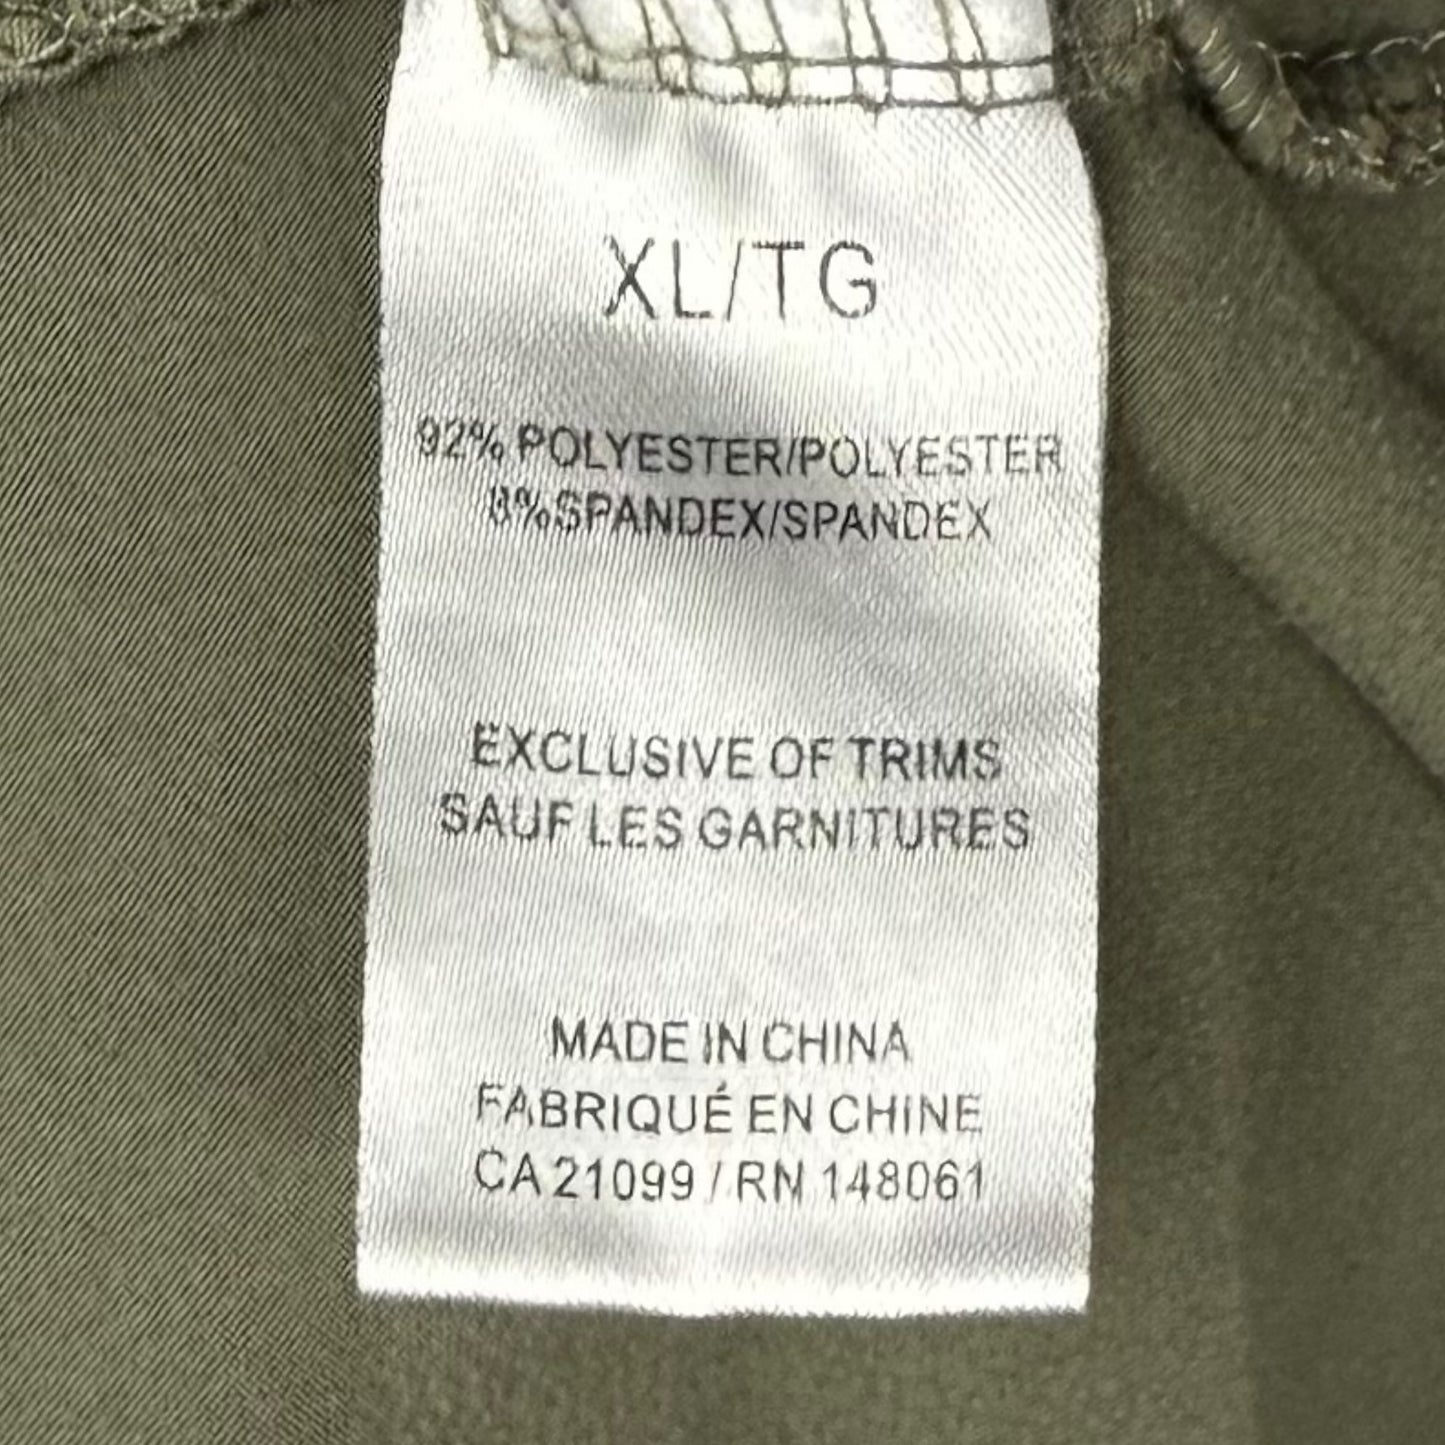 XL/TG
92% POLYESTER/POLYESTER
8%SPANDEX/SPANDEX
EXCLUSIVE OF TRIMS
SAUF LES GARNITURES
MADE IN CHINA
FABRIQUÉ EN CHINE
CA 21099 / RN 148061